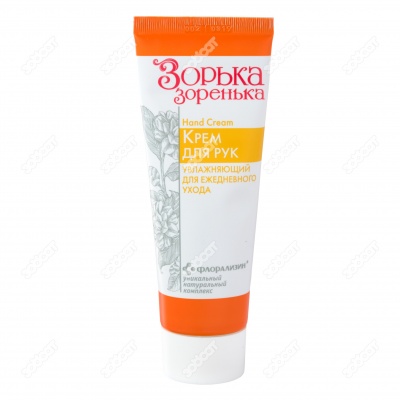 Зорька
зоренька
Hand Cream
Крем
для рук
увлажняющий
для ежедневного
ухода
с флорализин®
уникальный
натуральный
комплекс